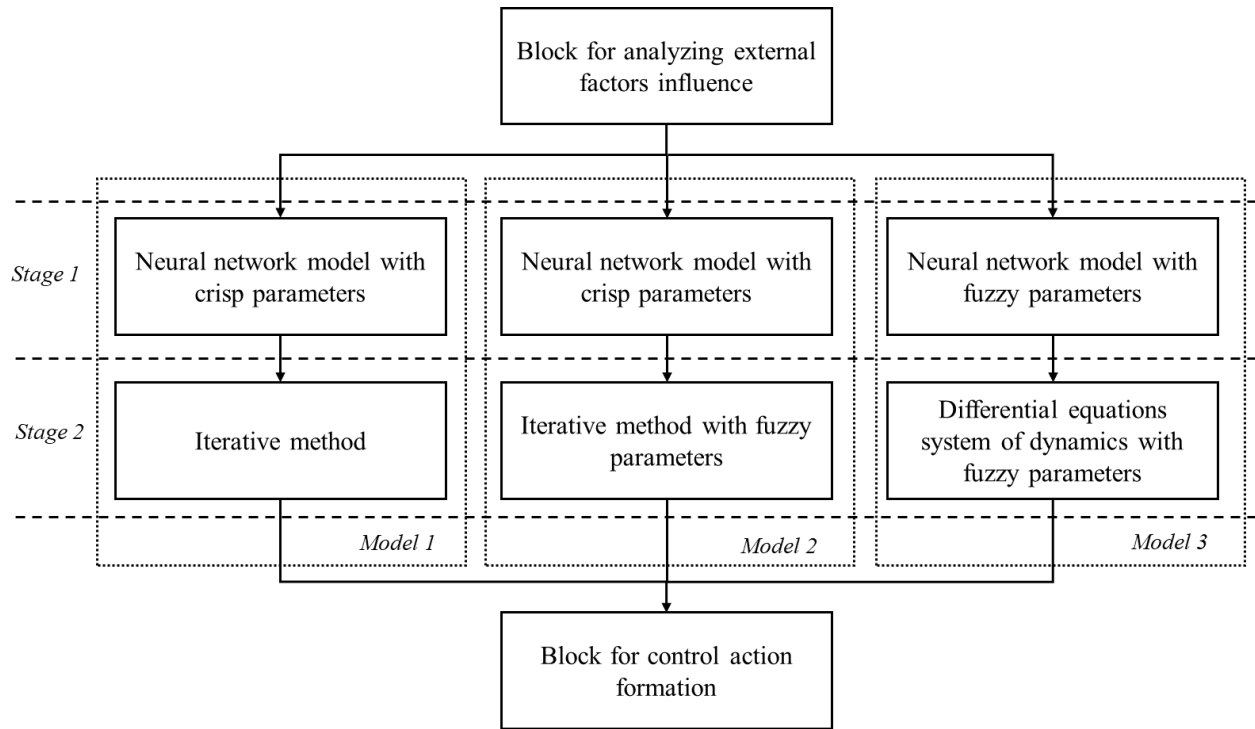 Block for analyzing external
factors influence
Stage 1
Neural network model with
crisp parameters
Neural network model with
crisp parameters
Neural network model with
fuzzy parameters
Stage 2
Iterative method
Iterative method with fuzzy
parameters
Differential equations
system of dynamics with
fuzzy parameters
Model 1
Model 2
Model 3
Block for control action
formation